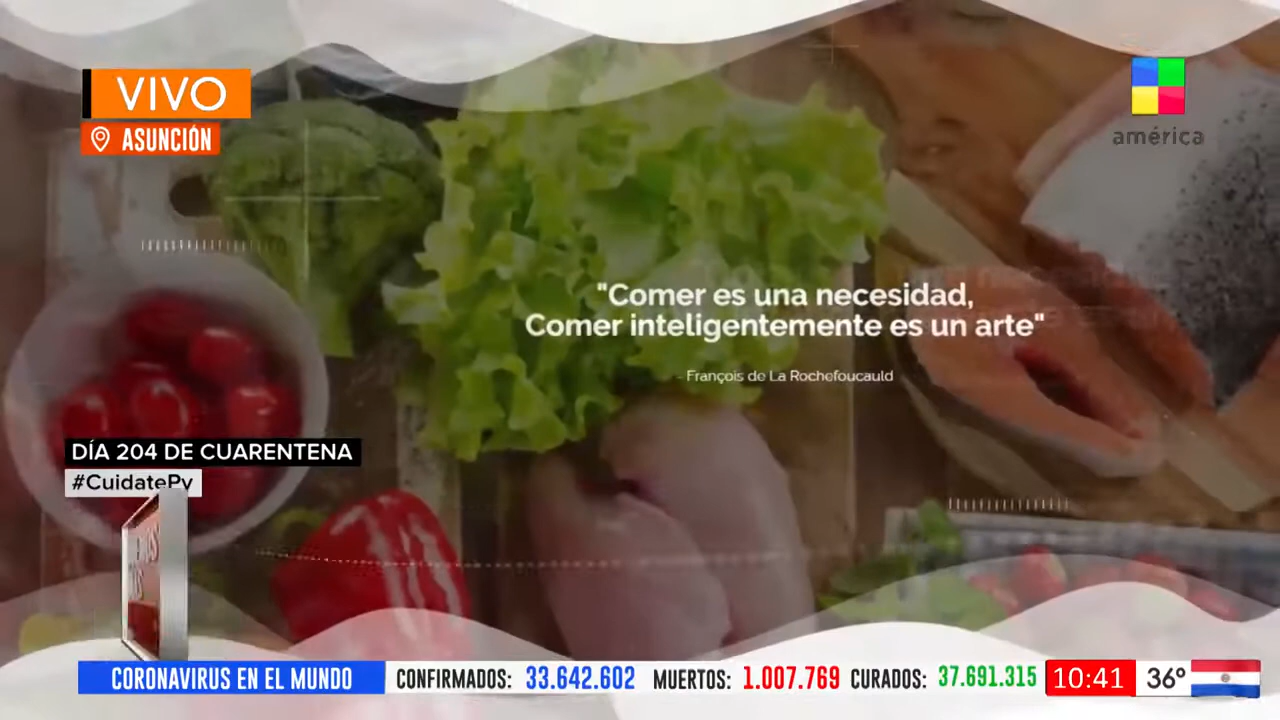 VIVO
ASUNCIÓN
américa
"Comer es una necesidad,
Comer inteligentemente es un arte"
- François de La Rochefoucauld
DÍA 204 DE CUARENTENA
#CuidatePy
CORONAVIRUS EN EL MUNDO CONFIRMADOS: 33.642.602 MUERTOS: 1.007.769 CURADOS: 37.691.315 10:41 36º